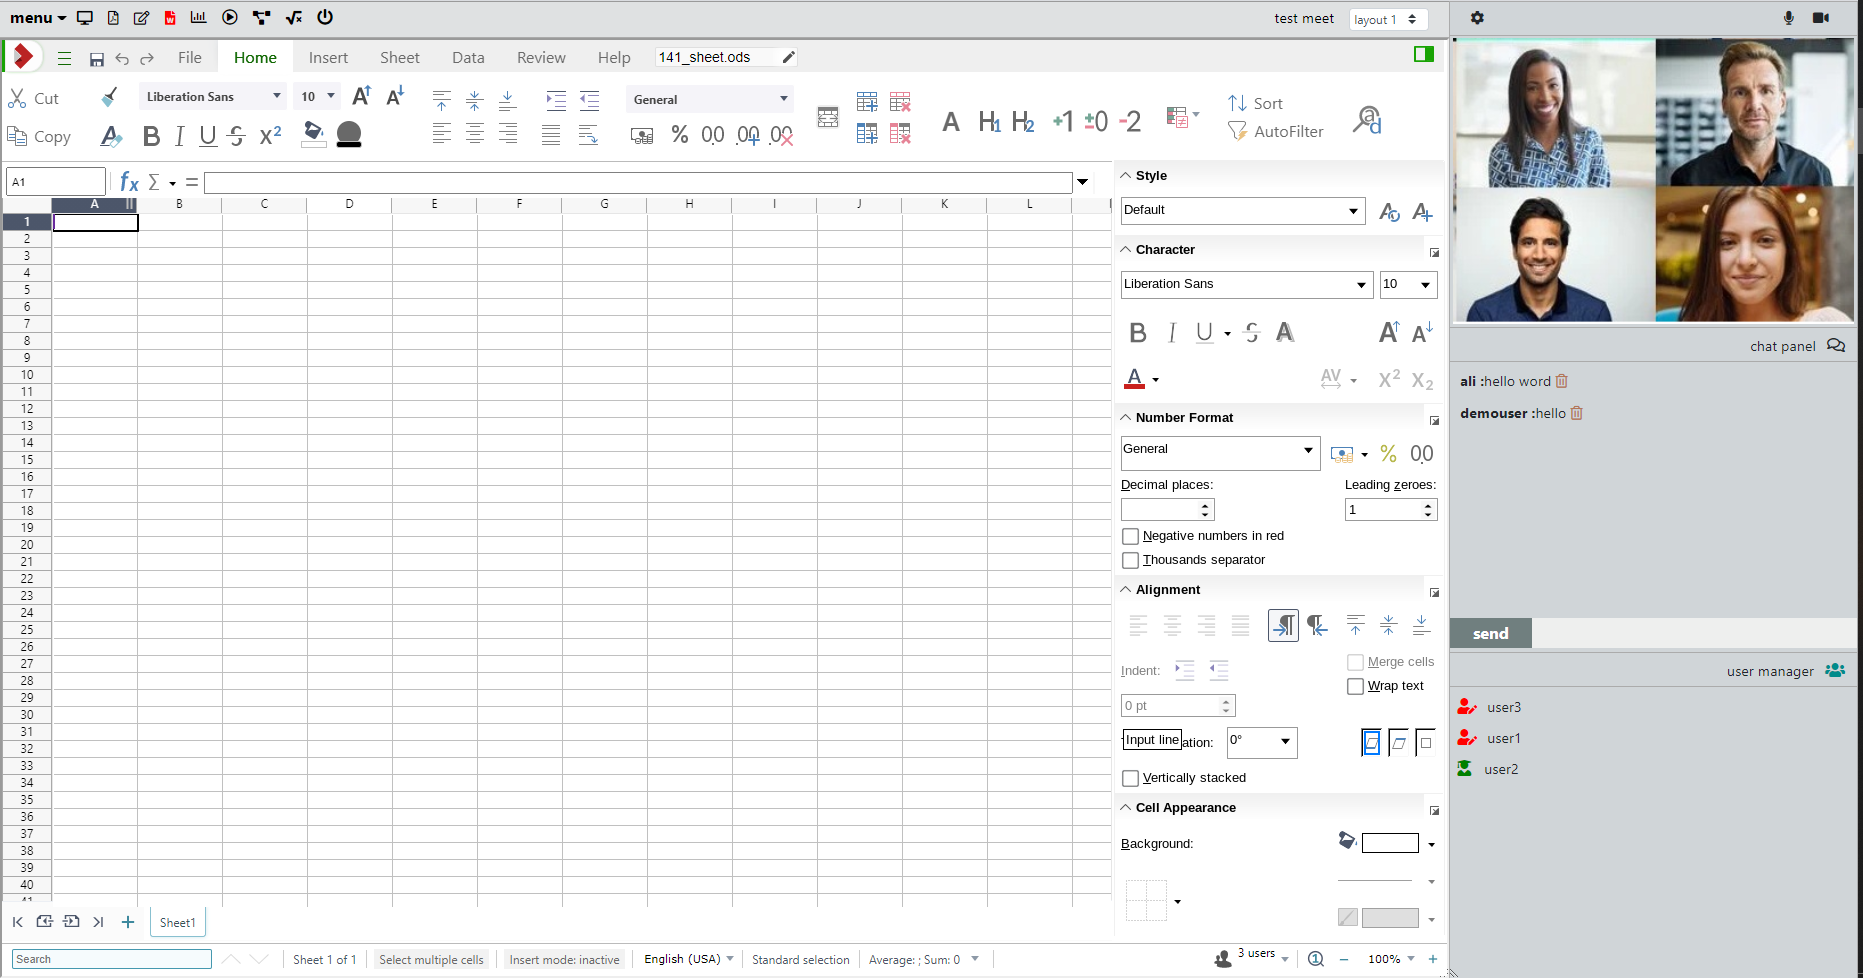 menu
test meet
layout 1
File Home Insert Sheet Data Review Help 141_sheet.ods
Cut
Liberation Sans 10
General
Sort
Copy
AutoFilter
A1
A B C D E F G H I J K L
1
2
3
4
5
6
7
8
9
10
11
12
13
14
15
16
17
18
19
20
21
22
23
24
25
26
27
28
29
30
31
32
33
34
35
36
37
38
39
40
41
Style
Default
Character
Liberation Sans 10
Number Format
General
Decimal places: Leading zeroes:
1
Negative numbers in red
Thousands separator
Alignment
Indent: Merge cells
Wrap text
0 pt
Input line ation: 0°
Vertically stacked
Cell Appearance
Background:
Sheet1
Search
Sheet 1 of 1
Select multiple cells
Insert mode: inactive
English (USA)
Standard selection
Average: ; Sum: 0
3 users
100%
chat panel
ali :hello word
demouser :hello
send
user manager
user3
user1
user2